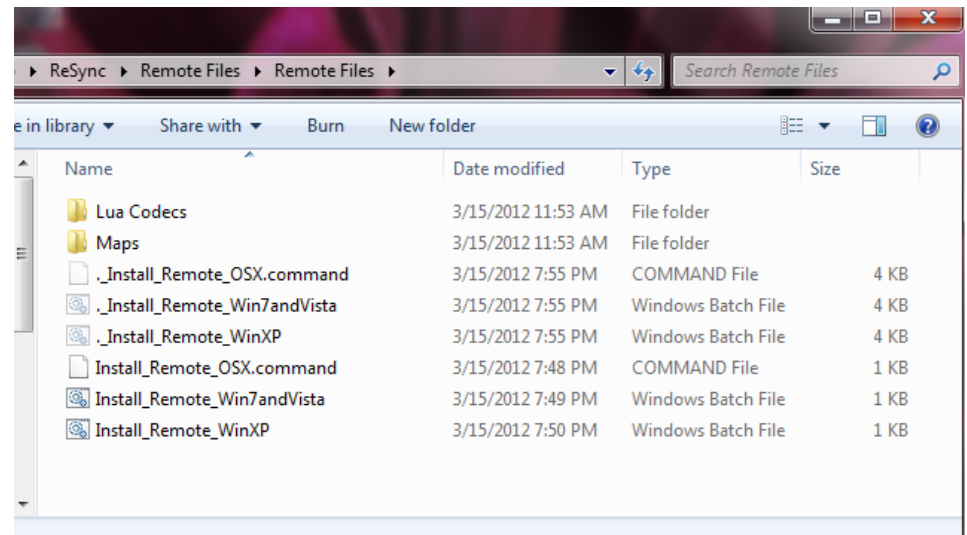 ReSync Remote Files Remote Files Search Remote Files
e in library Share with Burn New folder
Name Date modified Type Size
Lua Codecs 3/15/2012 11:53 AM File folder
Maps 3/15/2012 11:53 AM File folder
._Install_Remote_OSX.command 3/15/2012 7:55 PM COMMAND File 4 KB
._Install_Remote_Win7andVista 3/15/2012 7:55 PM Windows Batch File 4 KB
._Install_Remote_WinXP 3/15/2012 7:55 PM Windows Batch File 4 KB
Install_Remote_OSX.command 3/15/2012 7:48 PM COMMAND File 1 KB
Install_Remote_Win7andVista 3/15/2012 7:49 PM Windows Batch File 1 KB
Install_Remote_WinXP 3/15/2012 7:50 PM Windows Batch File 1 KB